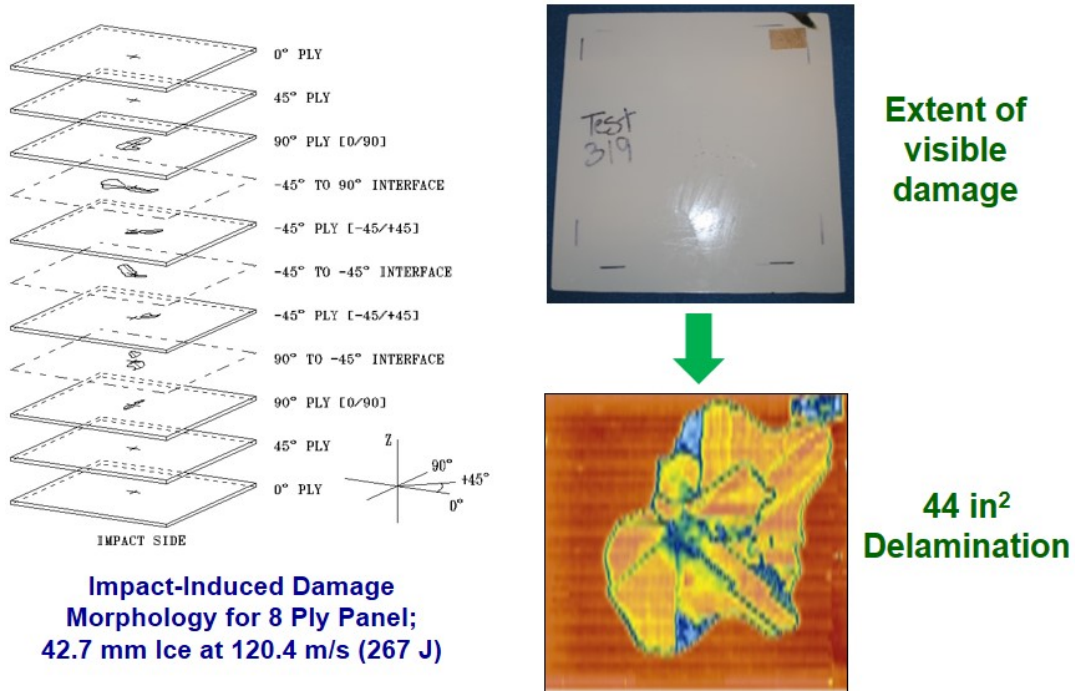 0° PLY
45° PLY
90° PLY [0/90]
-45° TO 90° INTERFACE
-45° PLY [-45/+45]
-45° TO -45° INTERFACE
-45° PLY [-45/+45]
90° TO -45° INTERFACE
90° PLY [0/90]
45° PLY
0° PLY
IMPACT SIDE
Z
90°
+45°
0°
Impact-Induced Damage
Morphology for 8 Ply Panel;
42.7 mm Ice at 120.4 m/s (267 J)
Test
319
Extent of
visible
damage
44 in²
Delamination